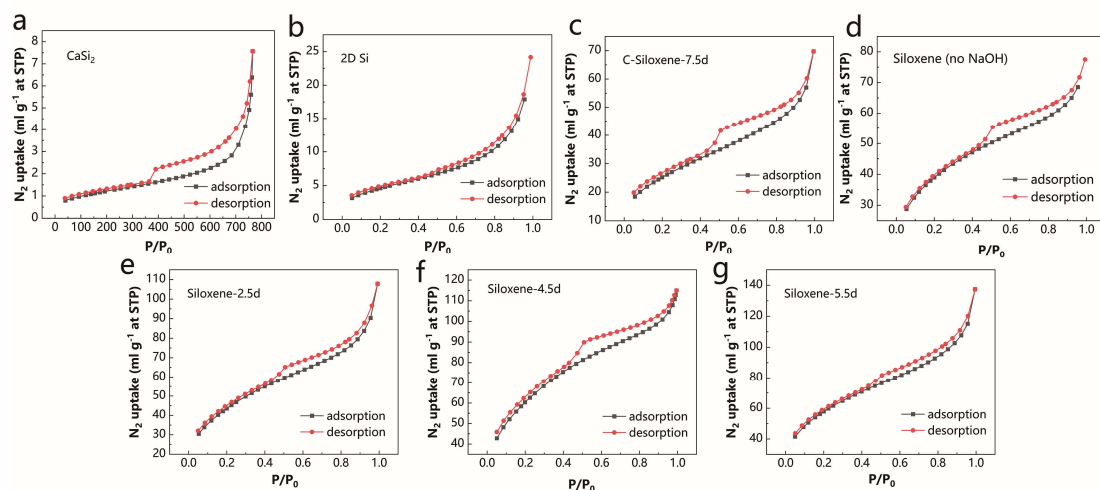 a
CaSi₂
N₂ uptake (ml g⁻¹ at STP)
8
7
6
5
4
3
2
1
0
adsorption
desorption
0 100 200 300 400 500 600 700 800
P/P₀
b
2D Si
N₂ uptake (ml g⁻¹ at STP)
25
20
15
10
5
0
adsorption
desorption
0.0 0.2 0.4 0.6 0.8 1.0
P/P₀
c
C-Siloxene-7.5d
N₂ uptake (ml g⁻¹ at STP)
70
60
50
40
30
20
10
adsorption
desorption
0.0 0.2 0.4 0.6 0.8 1.0
P/P₀
d
Siloxene (no NaOH)
N₂ uptake (ml g⁻¹ at STP)
80
70
60
50
40
30
adsorption
desorption
0.0 0.2 0.4 0.6 0.8 1.0
P/P₀
e
Siloxene-2.5d
N₂ uptake (ml g⁻¹ at STP)
110
100
90
80
70
60
50
40
30
20
adsorption
desorption
0.0 0.2 0.4 0.6 0.8 1.0
P/P₀
f
Siloxene-4.5d
N₂ uptake (ml g⁻¹ at STP)
120
100
80
60
40
adsorption
desorption
0.0 0.2 0.4 0.6 0.8 1.0
P/P₀
g
Siloxene-5.5d
N₂ uptake (ml g⁻¹ at STP)
140
120
100
80
60
40
adsorption
desorption
0.0 0.2 0.4 0.6 0.8 1.0
P/P₀